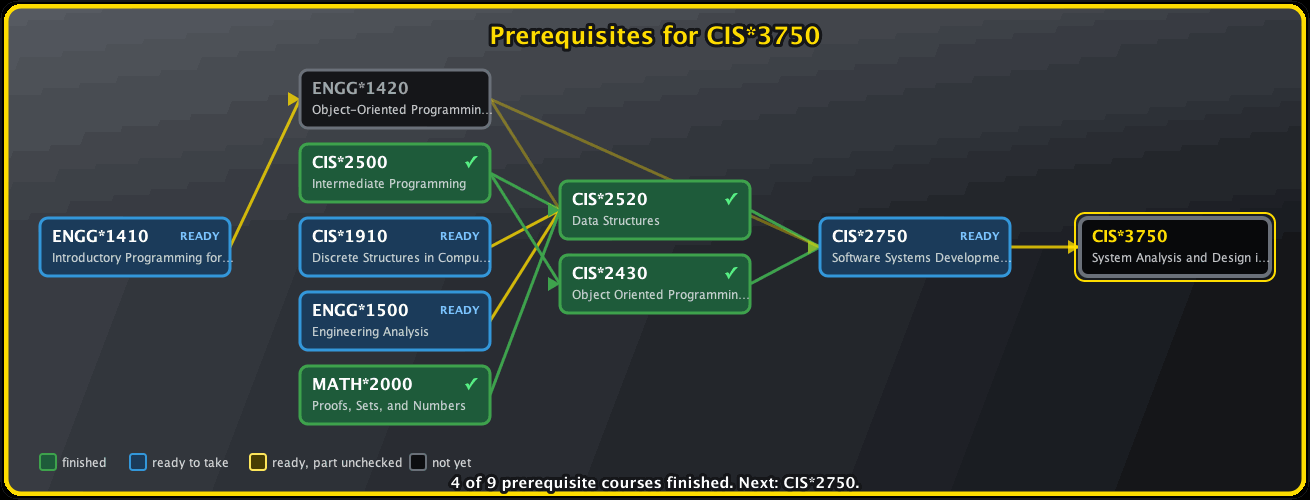 Prerequisites for CIS*3750
ENGG*1420
Object-Oriented Programmin...
CIS*2500 ✓
Intermediate Programming
CIS*2520 ✓
Data Structures
ENGG*1410 READY
Introductory Programming for...
CIS*1910 READY
Discrete Structures in Compu...
CIS*2750 READY
Software Systems Developme...
CIS*3750
System Analysis and Design i...
CIS*2430 ✓
Object Oriented Programmin...
ENGG*1500 READY
Engineering Analysis
MATH*2000 ✓
Proofs, Sets, and Numbers
finished
ready to take
ready, part unchecked
not yet
4 of 9 prerequisite courses finished. Next: CIS*2750.